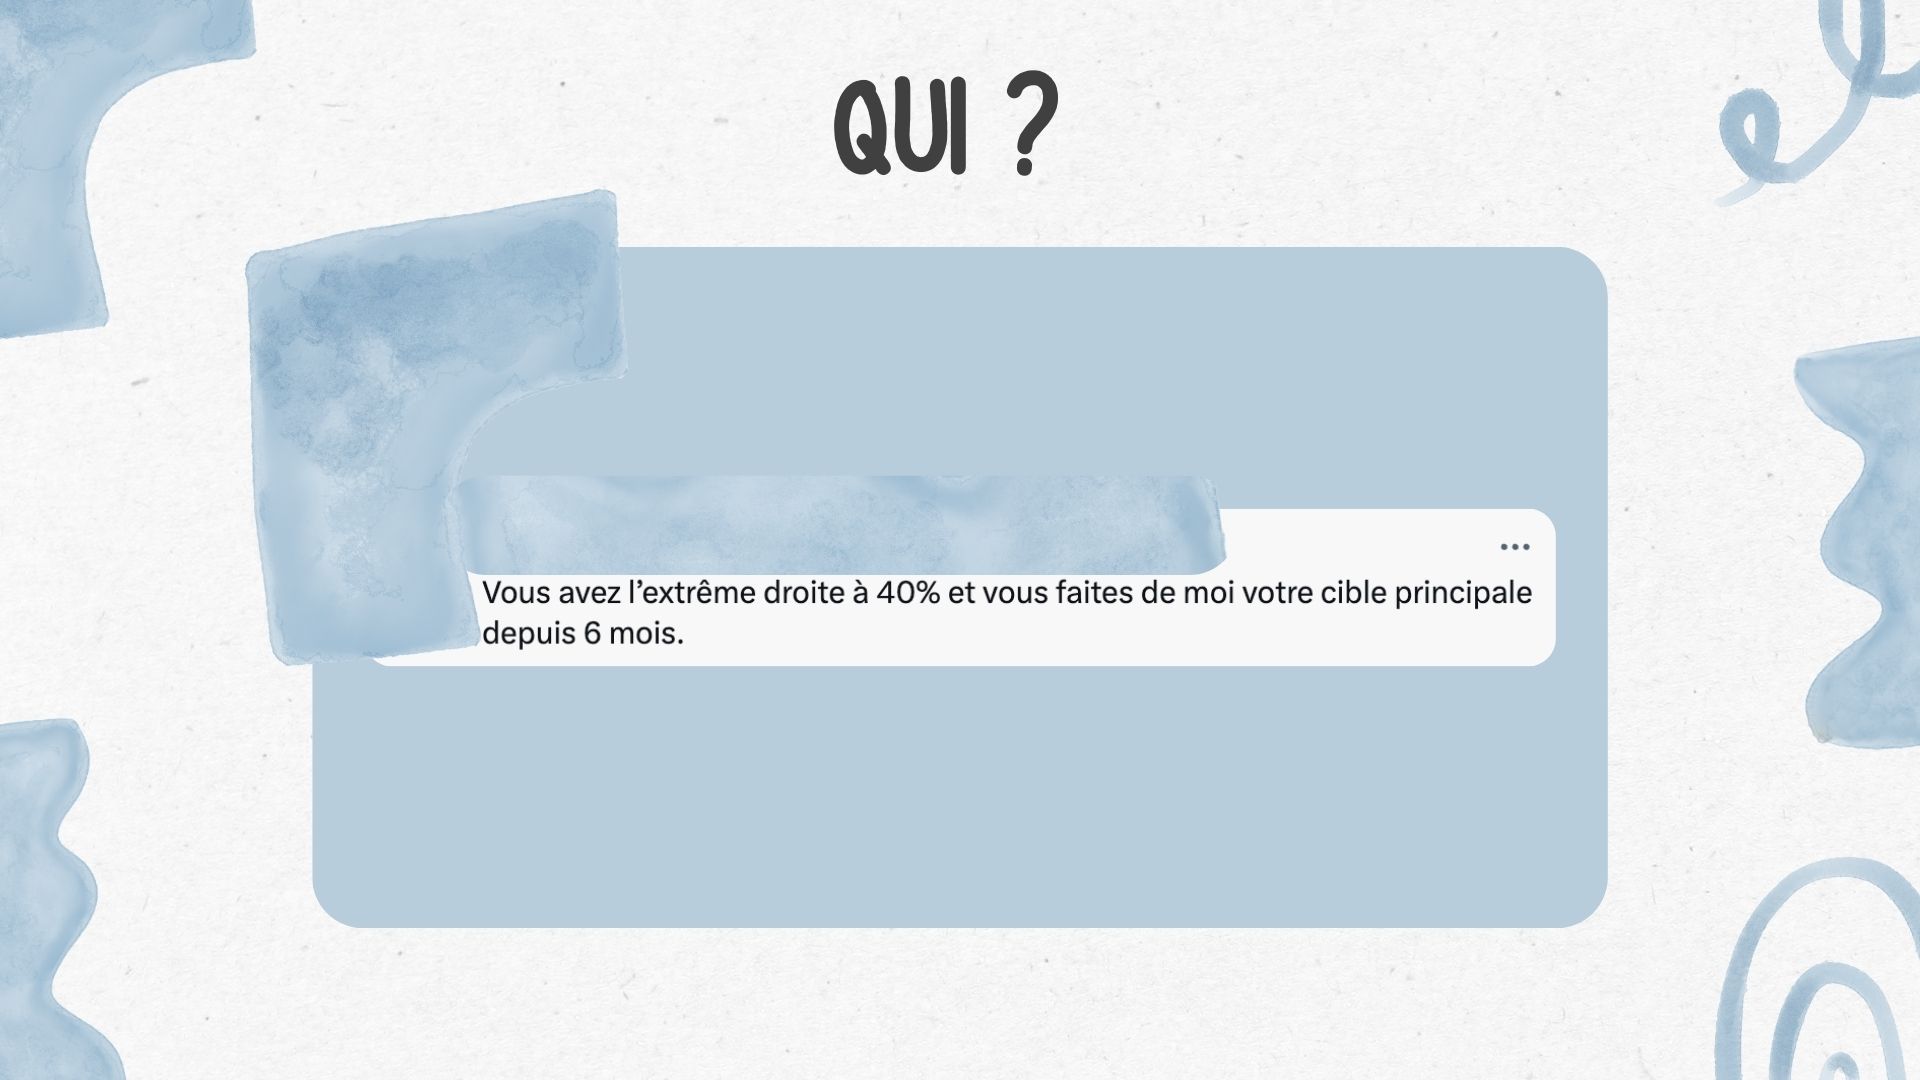 QUI ?
Vous avez l’extrême droite à 40% et vous faites de moi votre cible principale
depuis 6 mois.